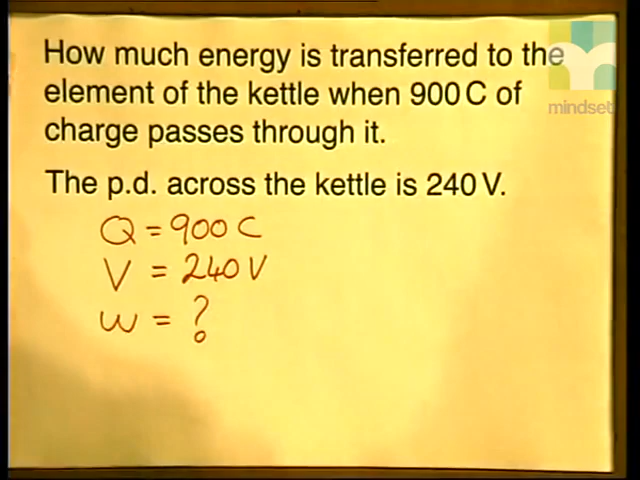 How much energy is transferred to the
element of the kettle when 900 C of
charge passes through it.
The p.d. across the kettle is 240 V.
Q = 900 C
V = 240 V
W = ?
mindset